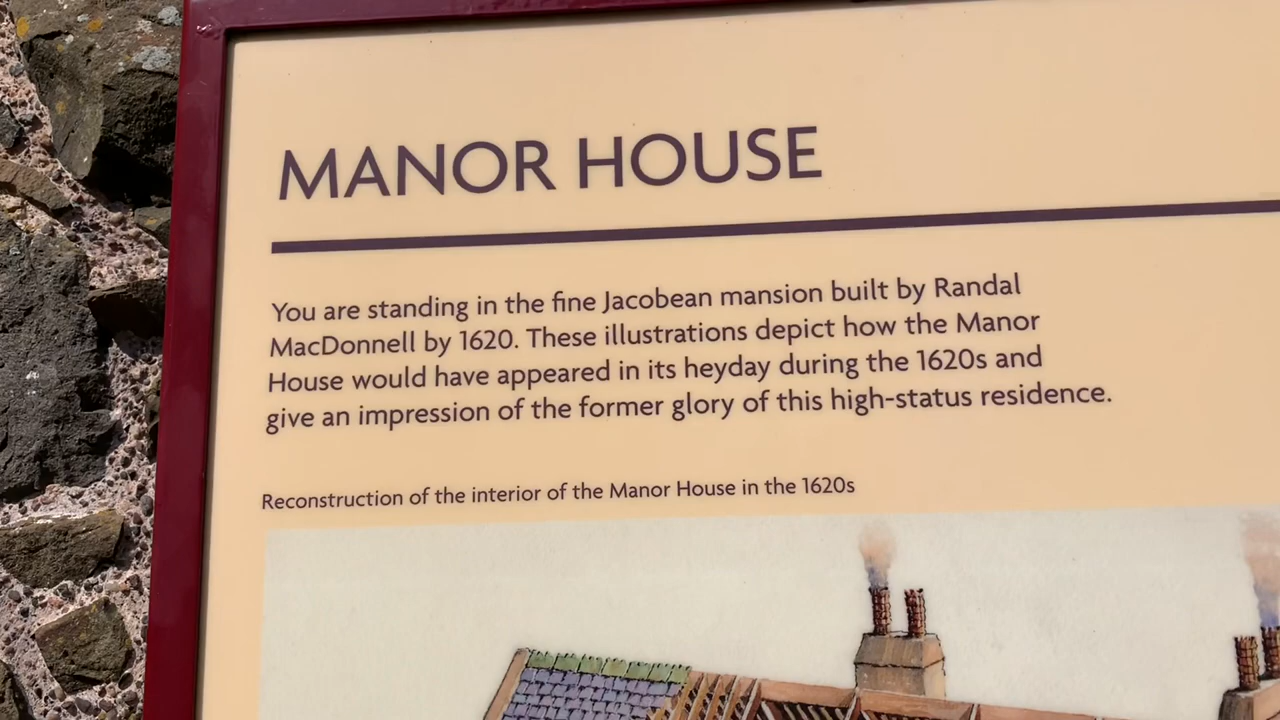 MANOR HOUSE
You are standing in the fine Jacobean mansion built by Randal
MacDonnell by 1620. These illustrations depict how the Manor
House would have appeared in its heyday during the 1620s and
give an impression of the former glory of this high-status residence.
Reconstruction of the interior of the Manor House in the 1620s